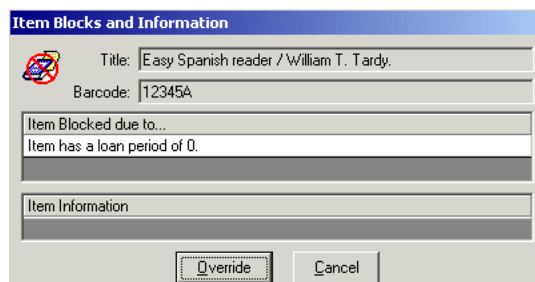 Item Blocks and Information
Title: Easy Spanish reader / William T. Tardy.
Barcode: 12345A
Item Blocked due to...
Item has a loan period of 0.
Item Information
Override Cancel